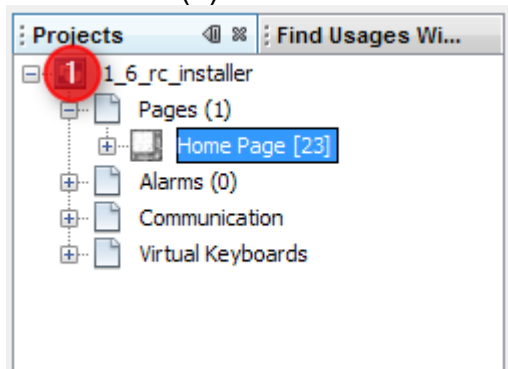 Projects
Find Usages Wi...
1
1_6_rc_installer
Pages (1)
Home Page [23]
Alarms (0)
Communication
Virtual Keyboards